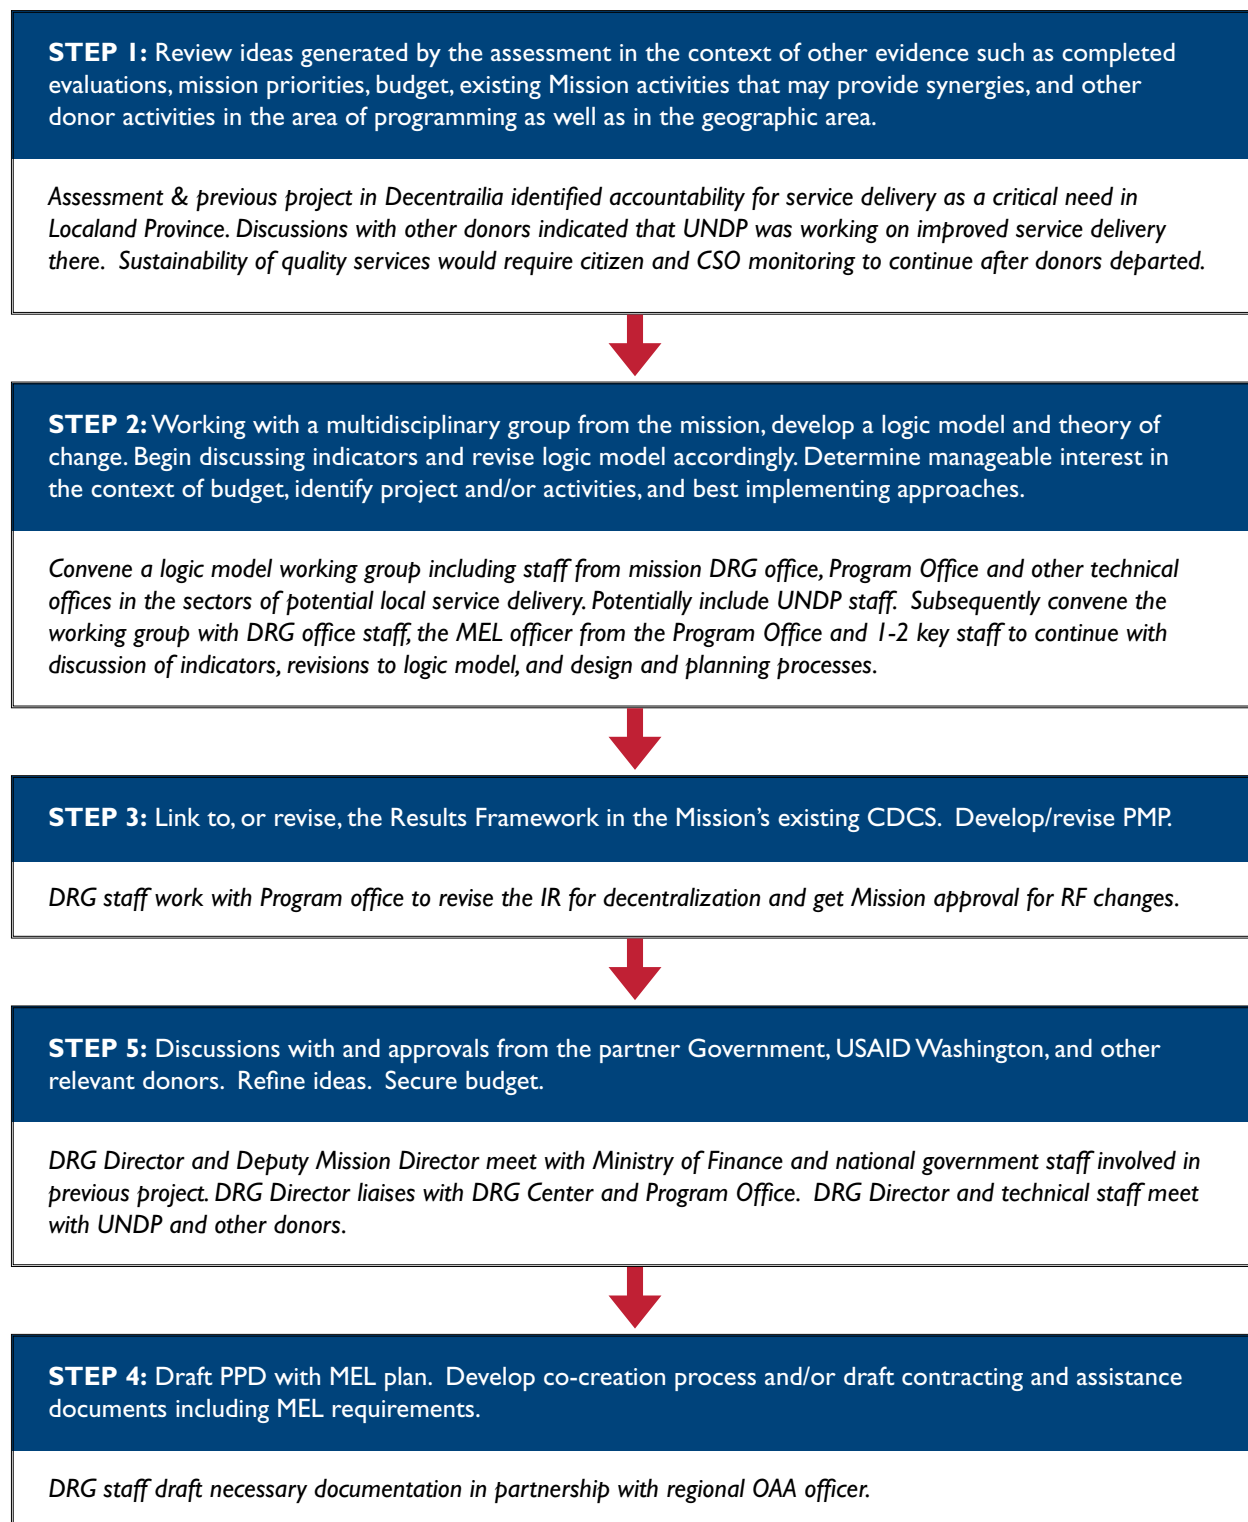 STEP 1: Review ideas generated by the assessment in the context of other evidence such as completed
evaluations, mission priorities, budget, existing Mission activities that may provide synergies, and other
donor activities in the area of programming as well as in the geographic area.
Assessment & previous project in Decentrailia identified accountability for service delivery as a critical need in
Localand Province. Discussions with other donors indicated that UNDP was working on improved service delivery
there. Sustainability of quality services would require citizen and CSO monitoring to continue after donors departed.
STEP 2: Working with a multidisciplinary group from the mission, develop a logic model and theory of
change. Begin discussing indicators and revise logic model accordingly. Determine manageable interest in
the context of budget, identify project and/or activities, and best implementing approaches.
Convene a logic model working group including staff from mission DRG office, Program Office and other technical
offices in the sectors of potential local service delivery. Potentially include UNDP staff. Subsequently convene the
working group with DRG office staff, the MEL officer from the Program Office and 1-2 key staff to continue with
discussion of indicators, revisions to logic model, and design and planning processes.
STEP 3: Link to, or revise, the Results Framework in the Mission's existing CDCS. Develop/revise PMP.
DRG staff work with Program office to revise the IR for decentralization and get Mission approval for RF changes.
STEP 5: Discussions with and approvals from the partner Government, USAID Washington, and other
relevant donors. Refine ideas. Secure budget.
DRG Director and Deputy Mission Director meet with Ministry of Finance and national government staff involved in
previous project. DRG Director liaises with DRG Center and Program Office. DRG Director and technical staff meet
with UNDP and other donors.
STEP 4: Draft PPD with MEL plan. Develop co-creation process and/or draft contracting and assistance
documents including MEL requirements.
DRG staff draft necessary documentation in partnership with regional OAA officer.